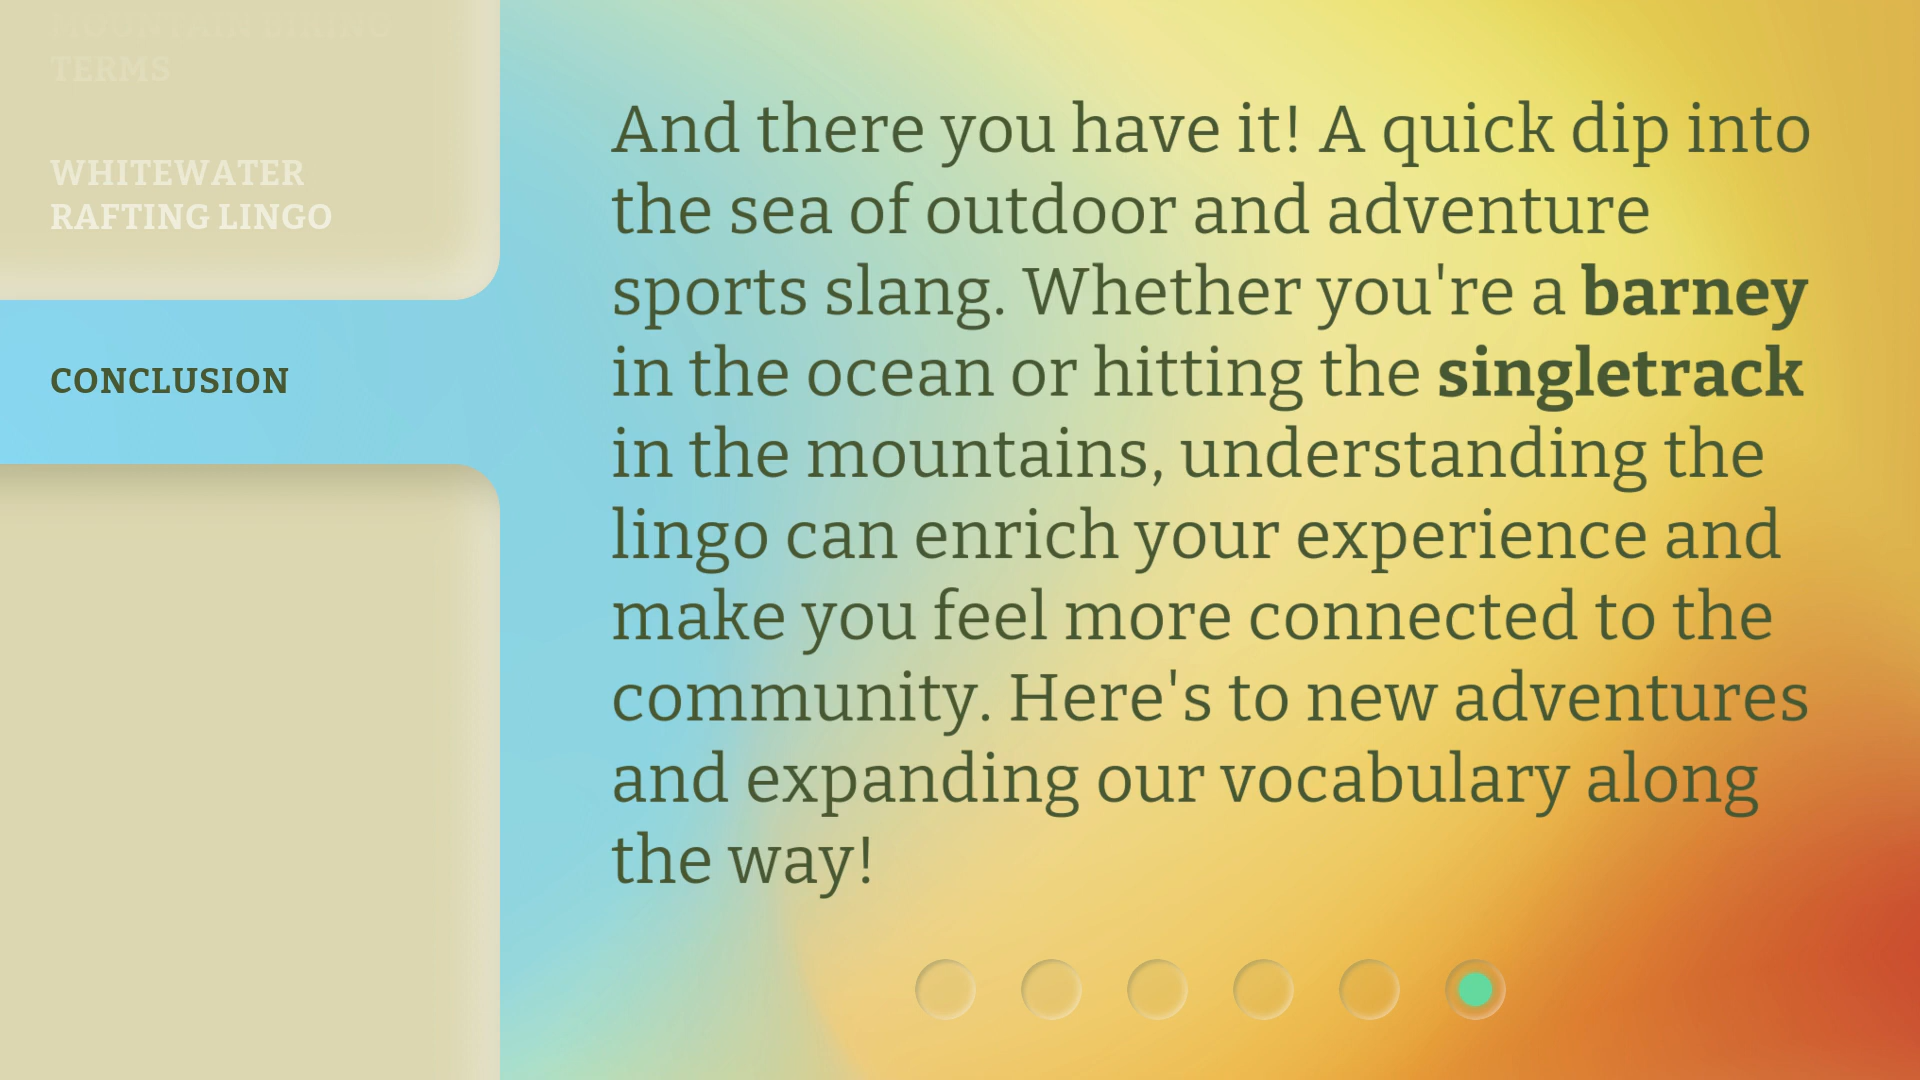 MOUNTAIN BIKING
TERMS
WHITEWATER
RAFTING LINGO
CONCLUSION
And there you have it! A quick dip into
the sea of outdoor and adventure
sports slang. Whether you're a barney
in the ocean or hitting the singletrack
in the mountains, understanding the
lingo can enrich your experience and
make you feel more connected to the
community. Here's to new adventures
and expanding our vocabulary along
the way!